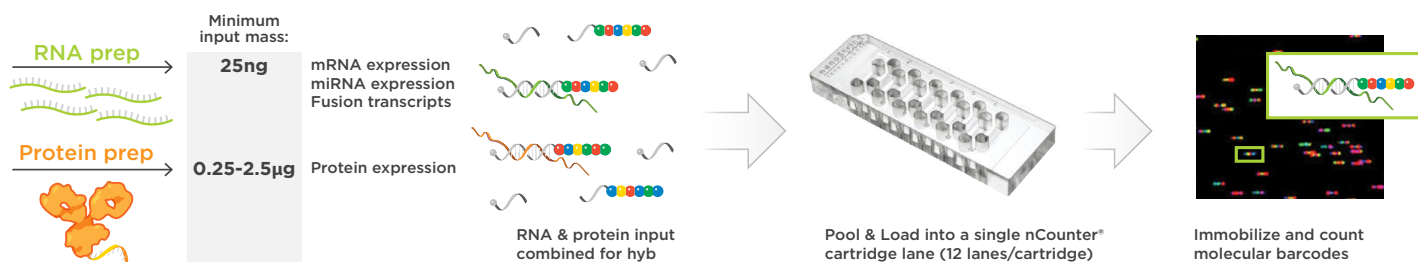 Minimum
input mass:
RNA prep
25ng
mRNA expression
miRNA expression
Fusion transcripts
Protein prep
0.25-2.5μg
Protein expression
RNA & protein input
combined for hyb
Pool & Load into a single nCounter®
cartridge lane (12 lanes/cartridge)
Immobilize and count
molecular barcodes